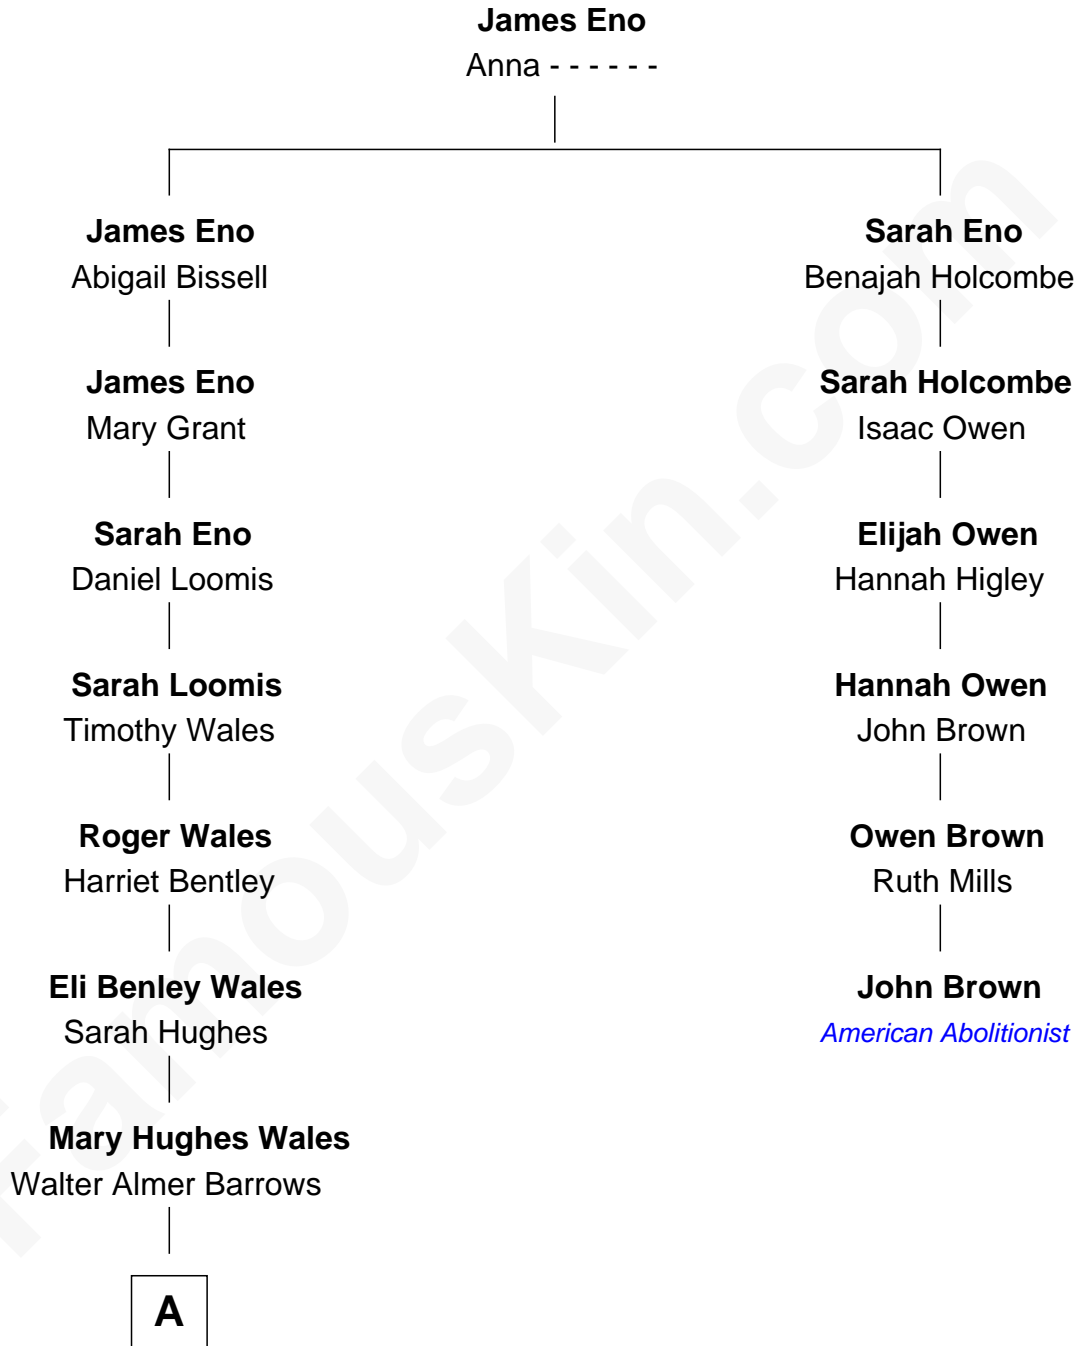 James Eno
Anna - - - - - -
James Eno
Abigail Bissell
Sarah Eno
Benajah Holcombe
James Eno
Mary Grant
Sarah Holcombe
Isaac Owen
Sarah Eno
Daniel Loomis
Elijah Owen
Hannah Higley
Sarah Loomis
Timothy Wales
Hannah Owen
John Brown
Roger Wales
Harriet Bentley
Owen Brown
Ruth Mills
Eli Benley Wales
Sarah Hughes
John Brown
American Abolitionist
Mary Hughes Wales
Walter Almer Barrows
A
FamousKin.com